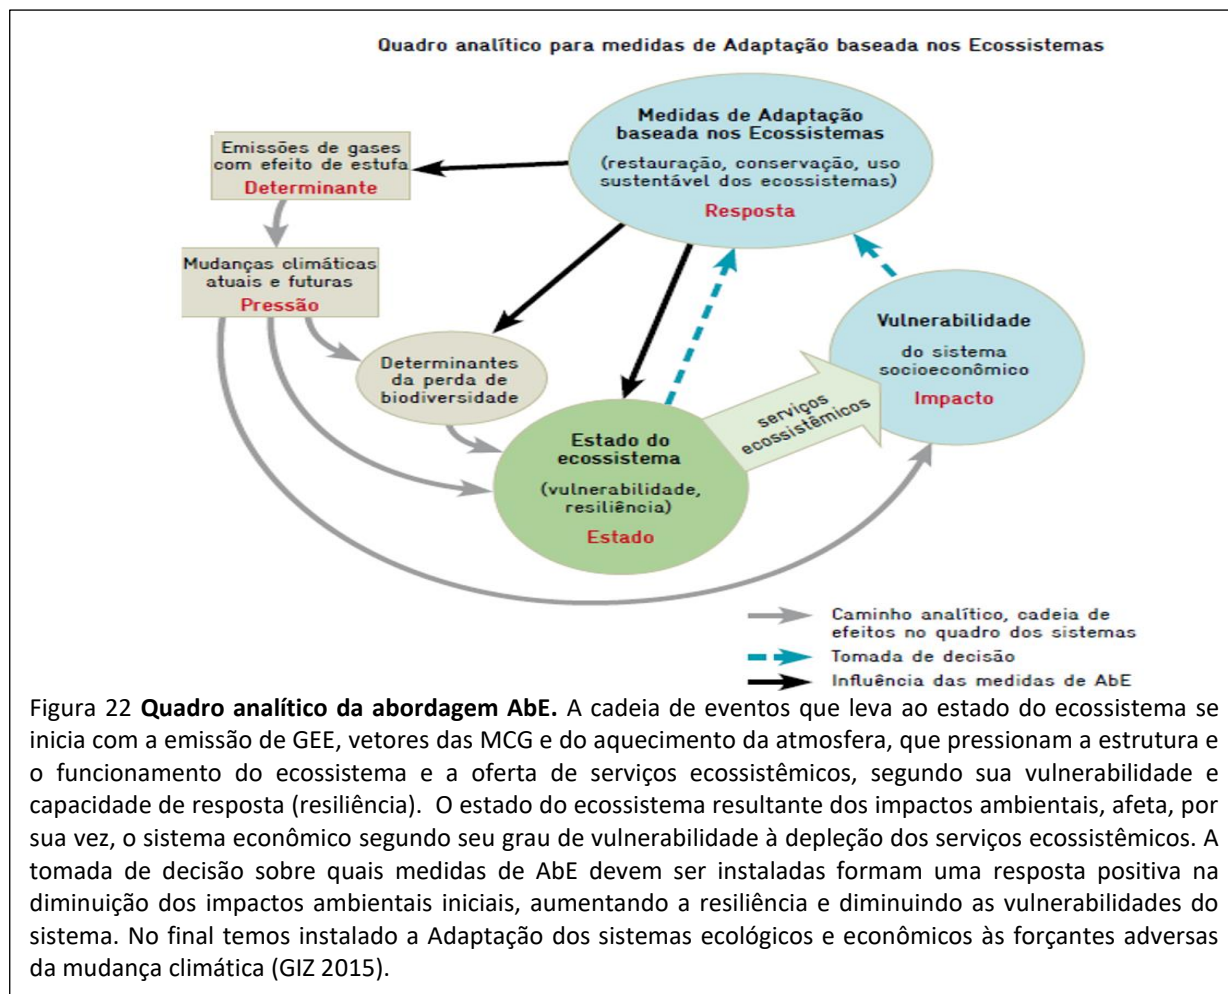 Quadro analítico para medidas de Adaptação baseada nos Ecossistemas
Medidas de Adaptação
baseada nos Ecossistemas
(restauração, conservação, uso
sustentável dos ecossistemas)
Resposta
Emissões de gases
com efeito de estufa
Determinante
Mudanças climáticas
atuais e futuras
Pressão
Determinantes
da perda de
biodiversidade
Vulnerabilidade
do sistema
socioeconômico
Impacto
serviços
ecossistêmicos
Estado do
ecossistema
(vulnerabilidade,
resiliência)
Estado
Caminho analítico, cadeia de
efeitos no quadro dos sistemas
Tomada de decisão
Influência das medidas de AbE
Figura 22 Quadro analítico da abordagem AbE. A cadeia de eventos que leva ao estado do ecossistema se
inicia com a emissão de GEE, vetores das MCG e do aquecimento da atmosfera, que pressionam a estrutura e
o funcionamento do ecossistema e a oferta de serviços ecossistêmicos, segundo sua vulnerabilidade e
capacidade de resposta (resiliência). O estado do ecossistema resultante dos impactos ambientais, afeta, por
sua vez, o sistema econômico segundo seu grau de vulnerabilidade à depleção dos serviços ecossistêmicos. A
tomada de decisão sobre quais medidas de AbE devem ser instaladas formam uma resposta positiva na
diminuição dos impactos ambientais iniciais, aumentando a resiliência e diminuindo as vulnerabilidades do
sistema. No final temos instalado a Adaptação dos sistemas ecológicos e econômicos às forçantes adversas
da mudança climática (GIZ 2015).